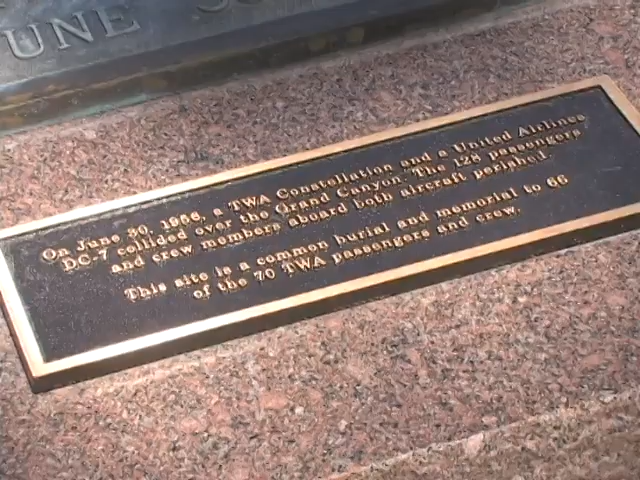 UNE
On June 30, 1956, a TWA Constellation and a United Airlines
DC-7 collided over the Grand Canyon. The 128 passengers
and crew members aboard both aircraft perished.
This site is a common burial and memorial to 66
of the 70 TWA passengers and crew.